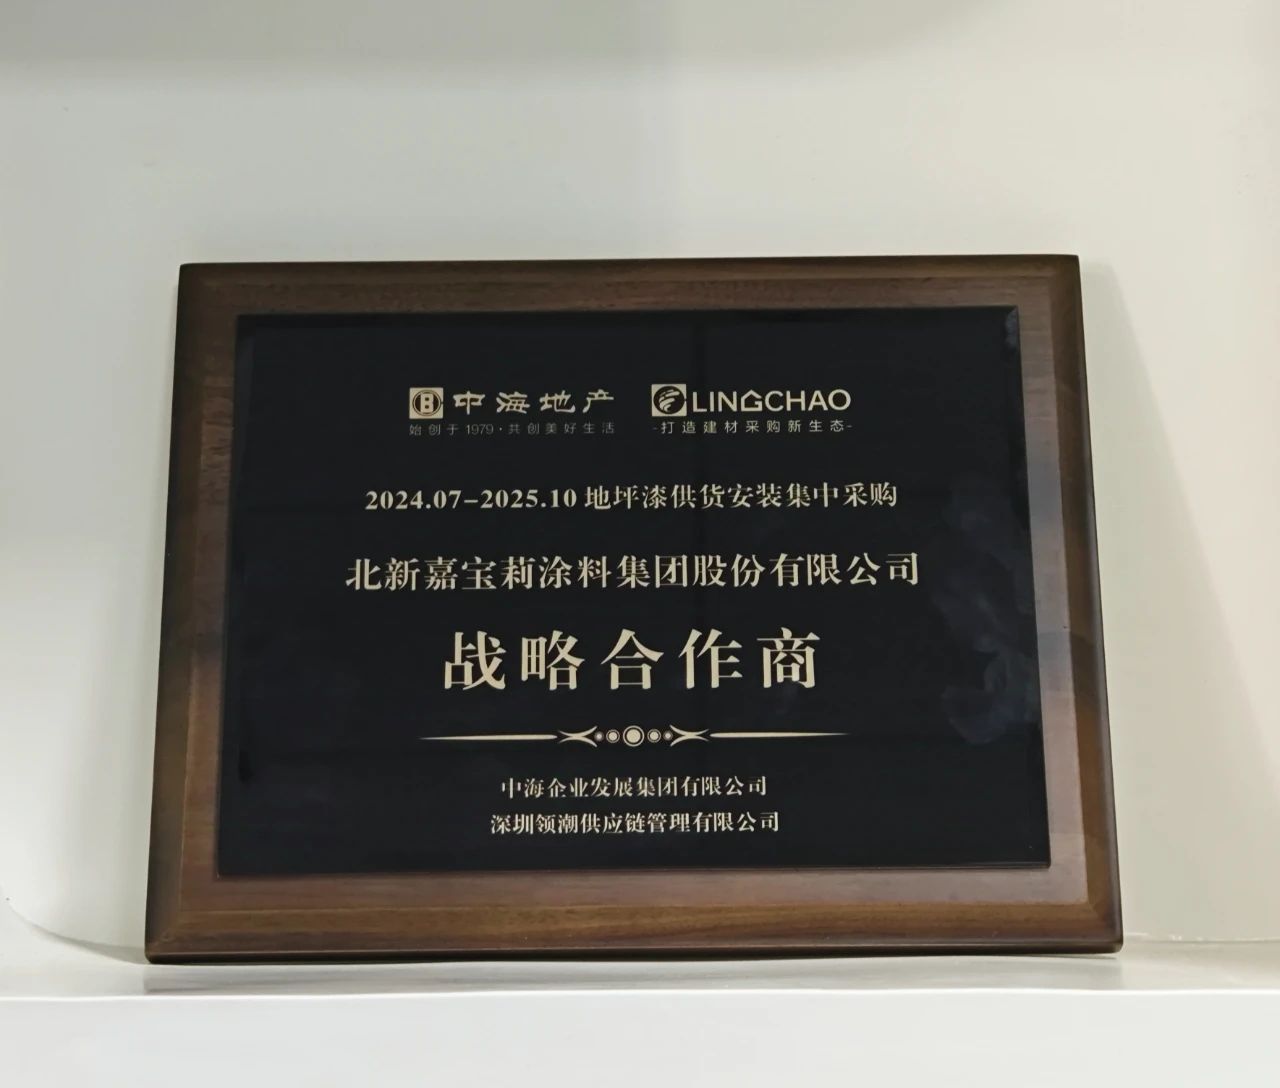 中海地产
始创于1979·共创美好生活
LINGCHAO
-打造建材采购新生态-
2024.07-2025.10 地坪漆供货安装集中采购
北新嘉宝莉涂料集团股份有限公司
战略合作商
中海企业发展集团有限公司
深圳领潮供应链管理有限公司